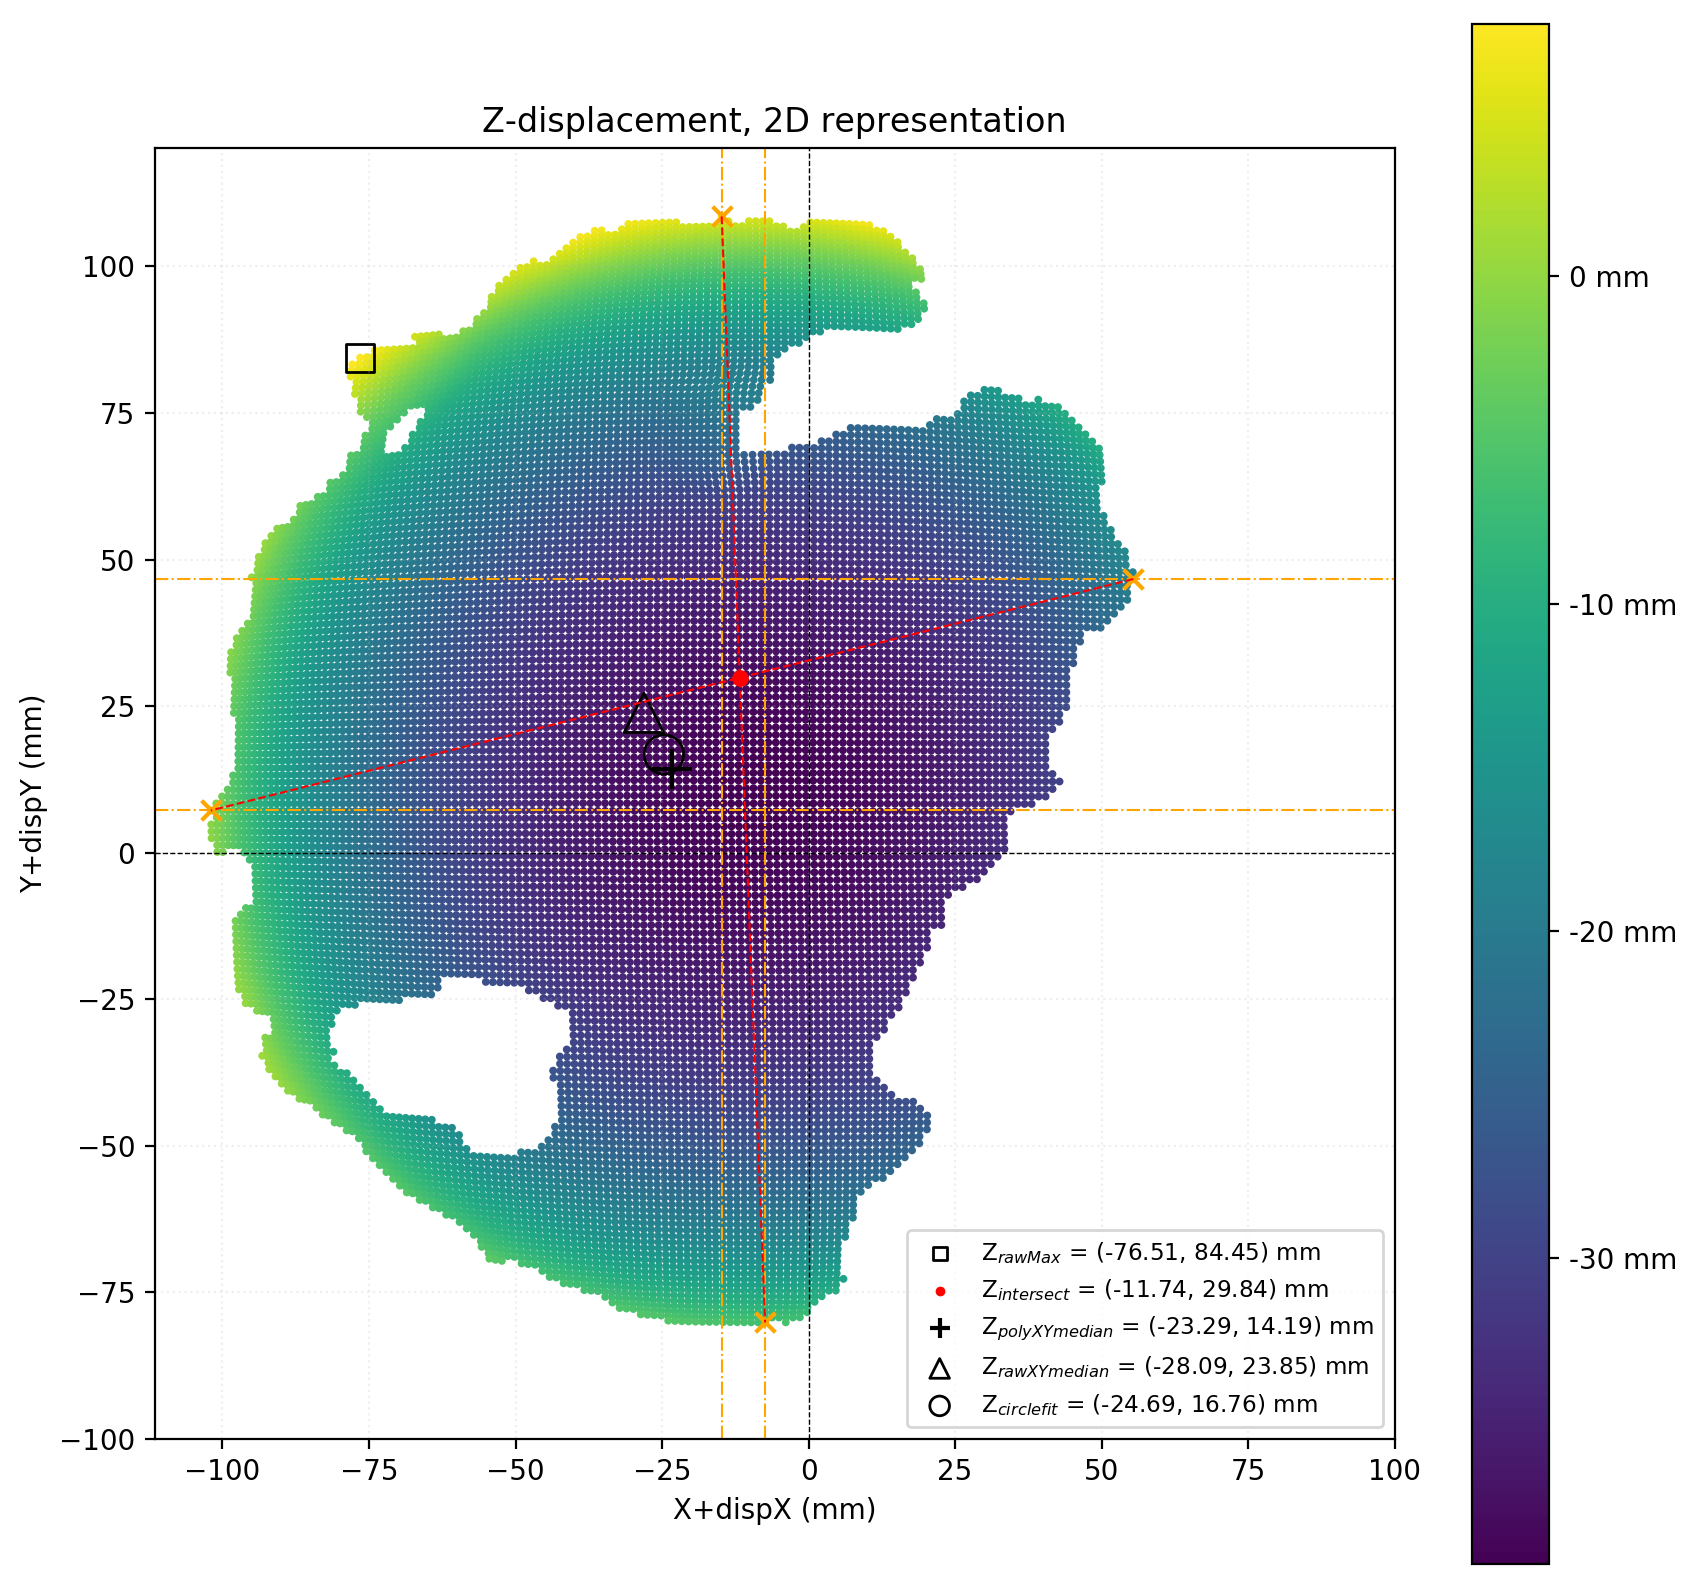 Z-displacement, 2D representation
Y+dispY (mm)
100
75
50
25
0
−25
−50
−75
−100
−100 −75 −50 −25 0 25 50 75 100
X+dispX (mm)
Z_rawMax = (-76.51, 84.45) mm
Z_intersect = (-11.74, 29.84) mm
Z_polyXYmedian = (-23.29, 14.19) mm
Z_rawXYmedian = (-28.09, 23.85) mm
Z_circlefit = (-24.69, 16.76) mm
0 mm
-10 mm
-20 mm
-30 mm